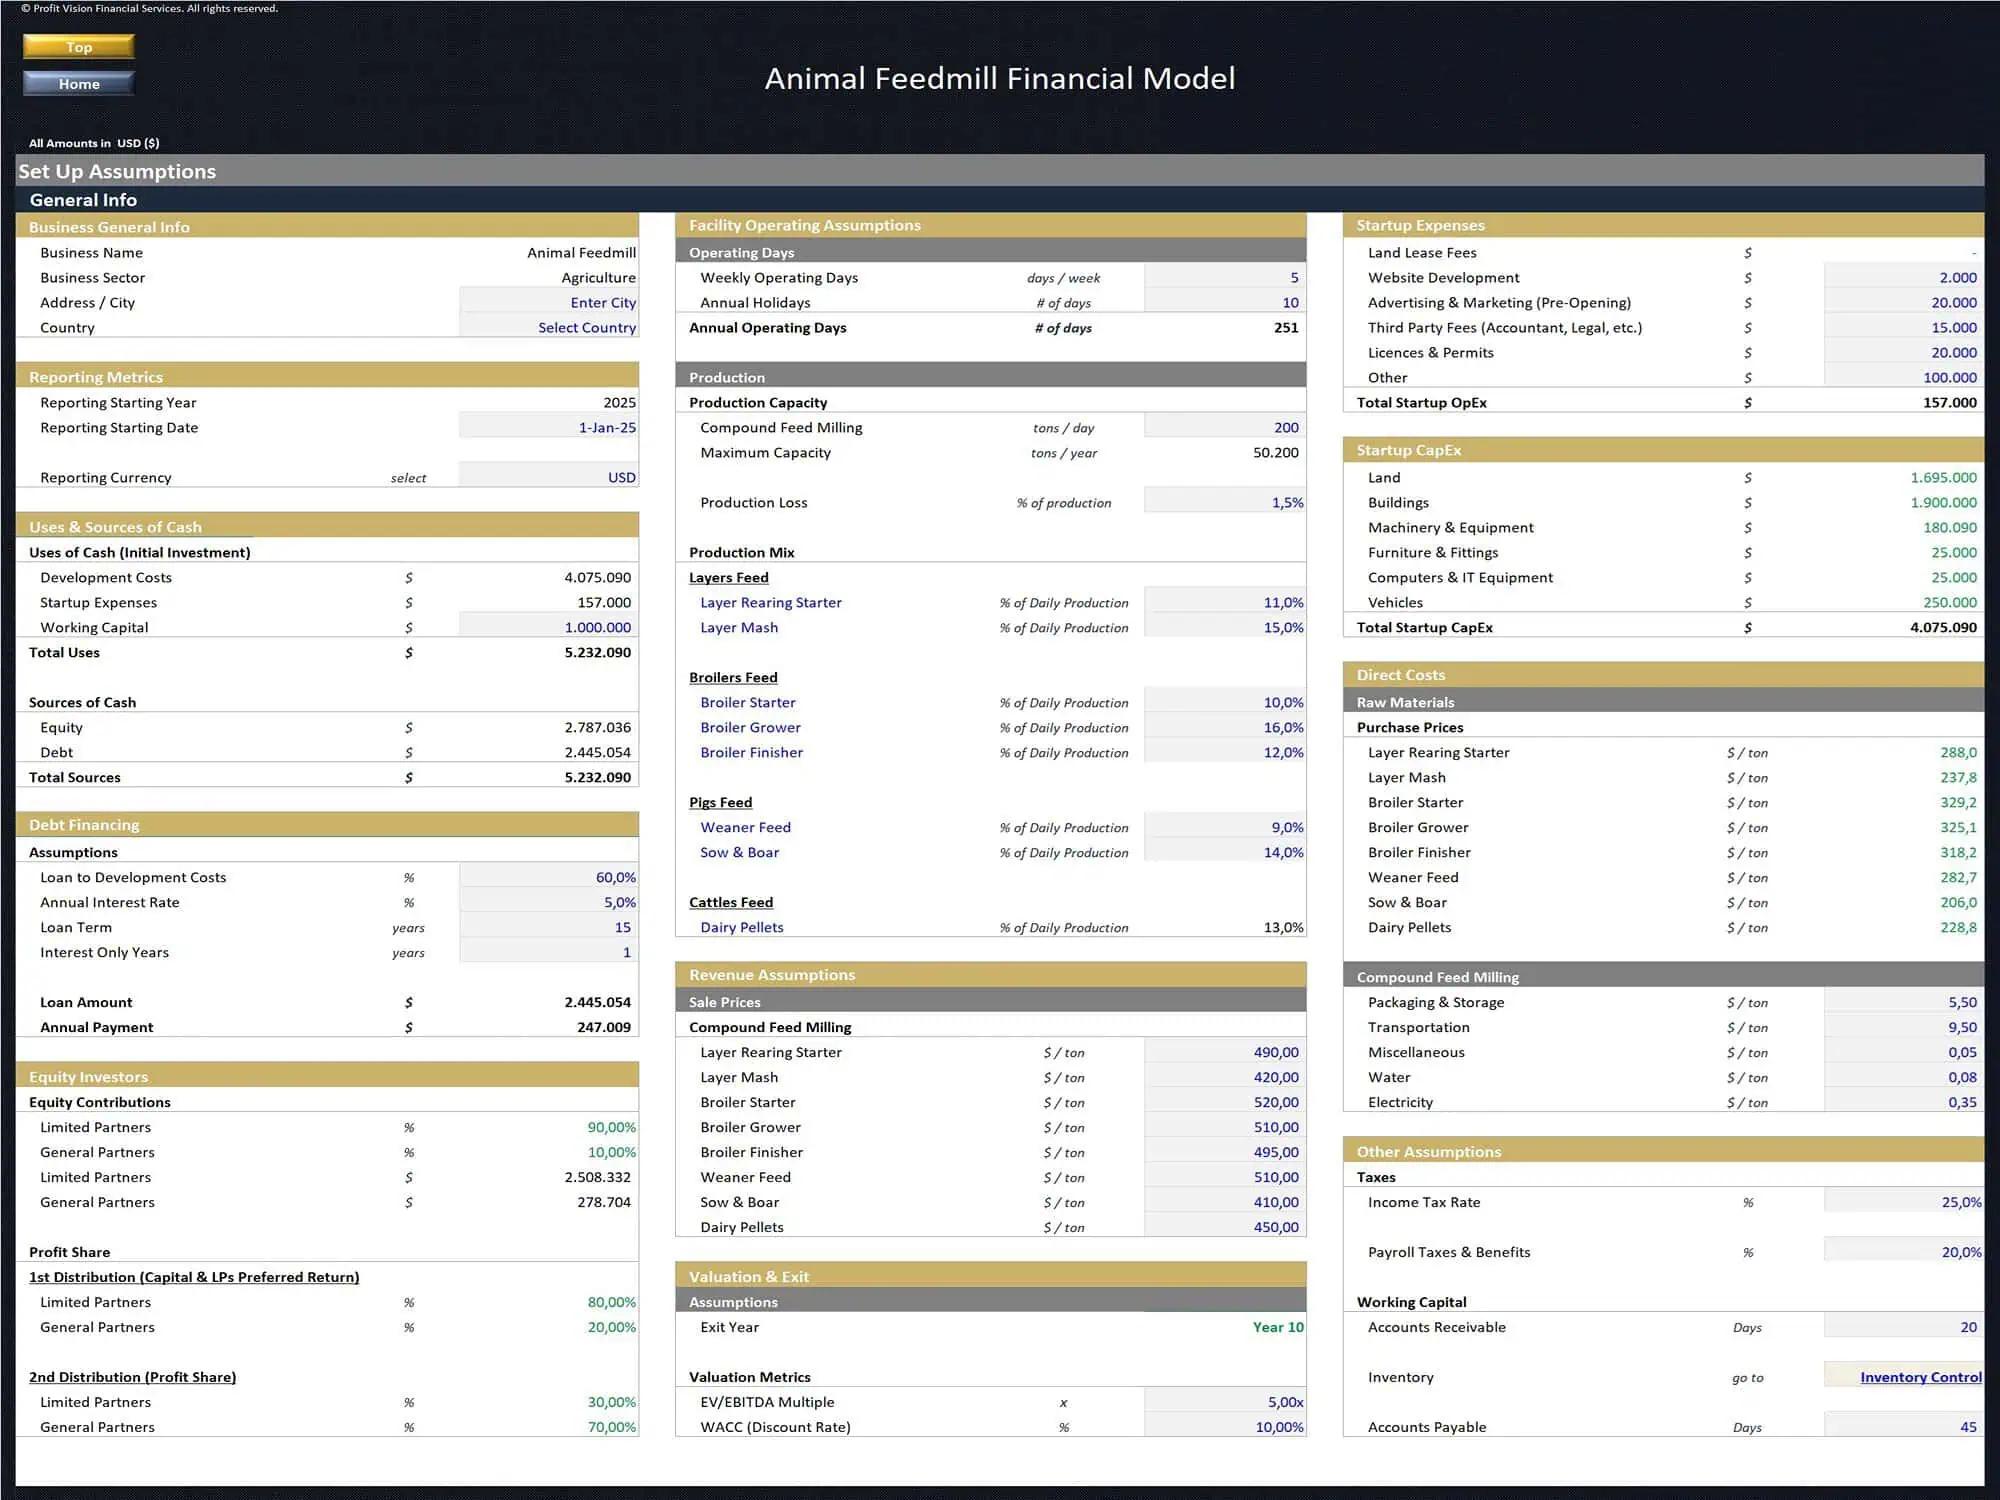 © Profit Vision Financial Services. All rights reserved.
Top
Home
Animal Feedmill Financial Model
All Amounts in USD ($)
Set Up Assumptions
General Info
Business General Info
Business Name Animal Feedmill
Business Sector Agriculture
Address / City Enter City
Country Select Country
Reporting Metrics
Reporting Starting Year 2025
Reporting Starting Date 1-Jan-25
Reporting Currency select USD
Uses & Sources of Cash
Uses of Cash (Initial Investment)
Development Costs $ 4.075.090
Startup Expenses $ 157.000
Working Capital $ 1.000.000
Total Uses $ 5.232.090
Sources of Cash
Equity $ 2.787.036
Debt $ 2.445.054
Total Sources $ 5.232.090
Debt Financing
Assumptions
Loan to Development Costs % 60,0%
Annual Interest Rate % 5,0%
Loan Term years 15
Interest Only Years years 1
Loan Amount $ 2.445.054
Annual Payment $ 247.009
Equity Investors
Equity Contributions
Limited Partners % 90,00%
General Partners % 10,00%
Limited Partners $ 2.508.332
General Partners $ 278.704
Profit Share
1st Distribution (Capital & LPs Preferred Return)
Limited Partners % 80,00%
General Partners % 20,00%
2nd Distribution (Profit Share)
Limited Partners % 30,00%
General Partners % 70,00%
Facility Operating Assumptions
Operating Days
Weekly Operating Days days / week 5
Annual Holidays # of days 10
Annual Operating Days # of days 251
Production
Production Capacity
Compound Feed Milling tons / day 200
Maximum Capacity tons / year 50.200
Production Loss % of production 1,5%
Production Mix
Layers Feed
Layer Rearing Starter % of Daily Production 11,0%
Layer Mash % of Daily Production 15,0%
Broilers Feed
Broiler Starter % of Daily Production 10,0%
Broiler Grower % of Daily Production 16,0%
Broiler Finisher % of Daily Production 12,0%
Pigs Feed
Weaner Feed % of Daily Production 9,0%
Sow & Boar % of Daily Production 14,0%
Cattles Feed
Dairy Pellets % of Daily Production 13,0%
Revenue Assumptions
Sale Prices
Compound Feed Milling
Layer Rearing Starter $ / ton 490,00
Layer Mash $ / ton 420,00
Broiler Starter $ / ton 520,00
Broiler Grower $ / ton 510,00
Broiler Finisher $ / ton 495,00
Weaner Feed $ / ton 510,00
Sow & Boar $ / ton 410,00
Dairy Pellets $ / ton 450,00
Valuation & Exit
Assumptions
Exit Year Year 10
Valuation Metrics
EV/EBITDA Multiple x 5,00x
WACC (Discount Rate) % 10,00%
Startup Expenses
Land Lease Fees $ -
Website Development $ 2.000
Advertising & Marketing (Pre-Opening) $ 20.000
Third Party Fees (Accountant, Legal, etc.) $ 15.000
Licences & Permits $ 20.000
Other $ 100.000
Total Startup OpEx $ 157.000
Startup CapEx
Land $ 1.695.000
Buildings $ 1.900.000
Machinery & Equipment $ 180.090
Furniture & Fittings $ 25.000
Computers & IT Equipment $ 25.000
Vehicles $ 250.000
Total Startup CapEx $ 4.075.090
Direct Costs
Raw Materials
Purchase Prices
Layer Rearing Starter $ / ton 288,0
Layer Mash $ / ton 237,8
Broiler Starter $ / ton 329,2
Broiler Grower $ / ton 325,1
Broiler Finisher $ / ton 318,2
Weaner Feed $ / ton 282,7
Sow & Boar $ / ton 206,0
Dairy Pellets $ / ton 228,8
Compound Feed Milling
Packaging & Storage $ / ton 5,50
Transportation $ / ton 9,50
Miscellaneous $ / ton 0,05
Water $ / ton 0,08
Electricity $ / ton 0,35
Other Assumptions
Taxes
Income Tax Rate % 25,0%
Payroll Taxes & Benefits % 20,0%
Working Capital
Accounts Receivable Days 20
Inventory go to Inventory Control
Accounts Payable Days 45